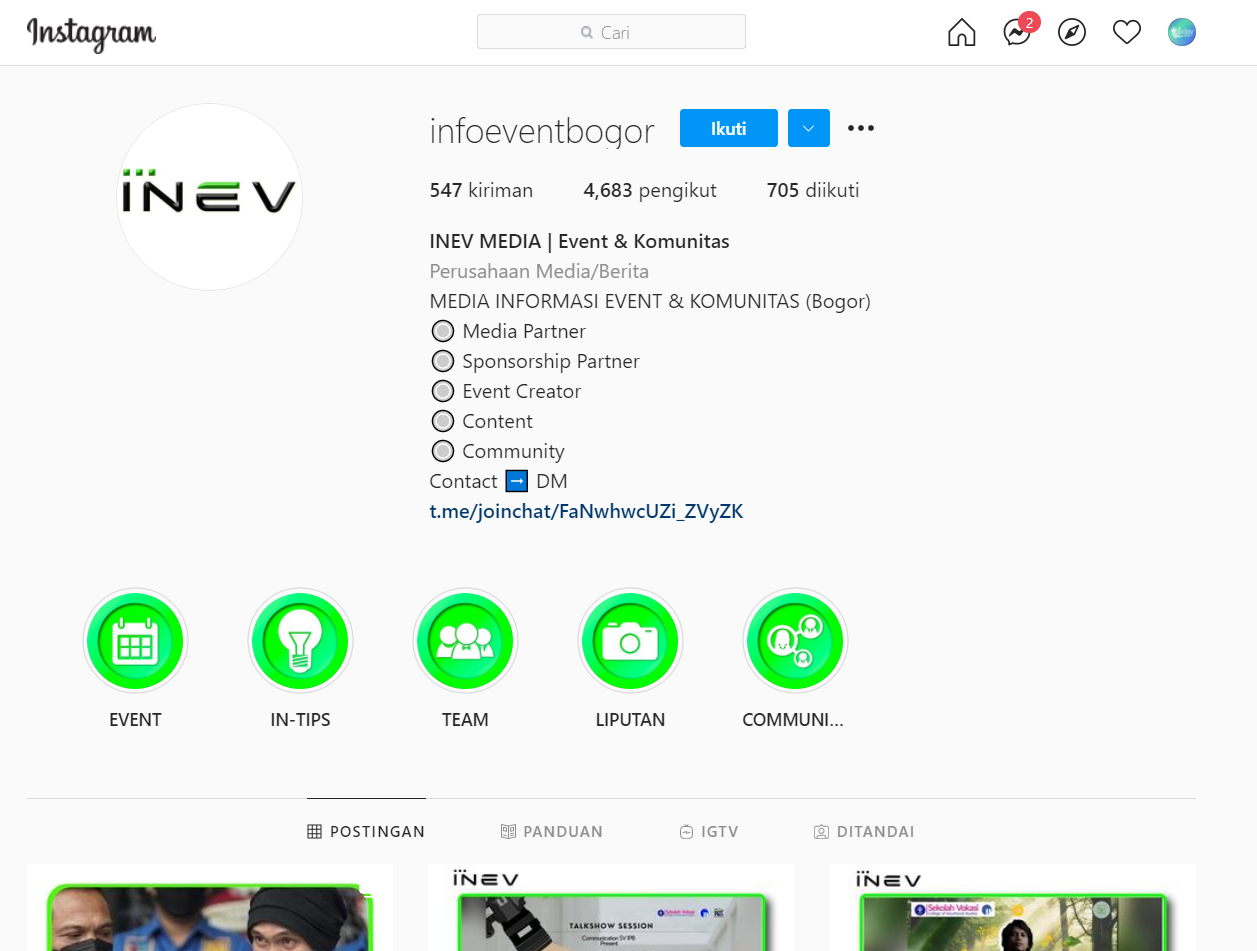 Instagram
Cari
2
infoeventbogor
Ikuti
547 kiriman 4,683 pengikut 705 diikuti
INEV
INEV MEDIA | Event & Komunitas
Perusahaan Media/Berita
MEDIA INFORMASI EVENT & KOMUNITAS (Bogor)
Media Partner
Sponsorship Partner
Event Creator
Content
Community
Contact ➡ DM
t.me/joinchat/FaNwhwcUZi_ZVyZK
EVENT IN-TIPS TEAM LIPUTAN COMMUNI...
POSTINGAN PANDUAN IGTV DITANDAI
INEV
INEV
Sekolah Vokasi
TALKSHOW SESSION
Communication SV IPB
Present
Sekolah Vokasi
College of Vocational Studies